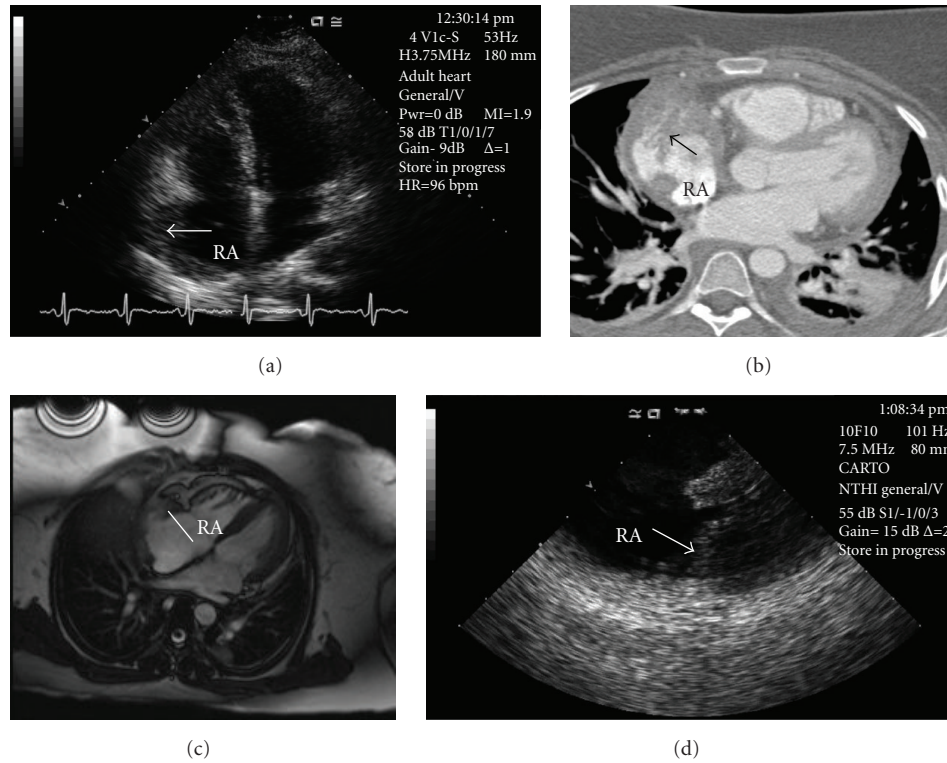 12:30:14 pm
4 V1c-S 53Hz
H3.75MHz 180 mm
Adult heart
General/V
Pwr=0 dB MI=1.9
58 dB T1/0/1/7
Gain- 9dB Δ=1
Store in progress
HR=96 bpm
RA
(a)
RA
(b)
RA
(c)
1:08:34 pm
10F10 101 Hz
7.5 MHz 80 mm
CARTO
NTHI general/V
55 dB S1/-1/0/3
Gain= 15 dB Δ=2
Store in progress
RA
(d)